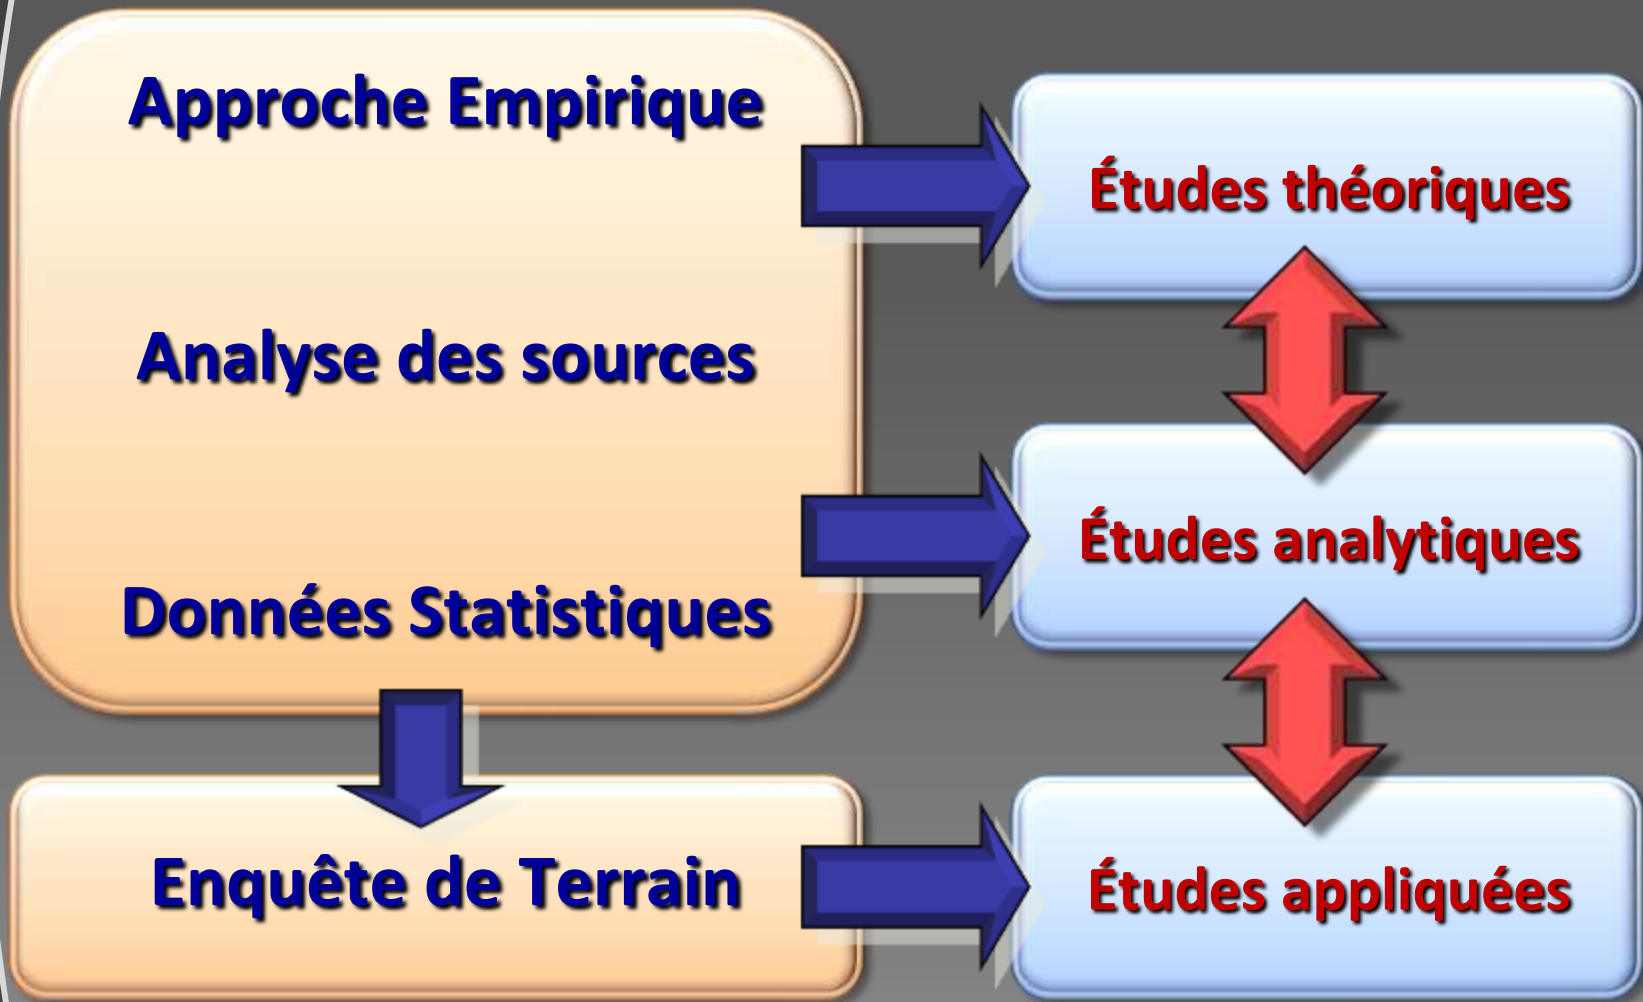 Approche Empirique
Analyse des sources
Données Statistiques
Enquête de Terrain
Études théoriques
Études analytiques
Études appliquées